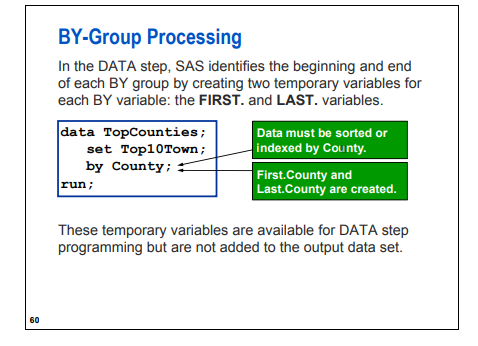 BY-Group Processing
In the DATA step, SAS identifies the beginning and end
of each BY group by creating two temporary variables for
each BY variable: the FIRST. and LAST. variables.
data TopCounties;
set Top10Town;
by County;
run;
Data must be sorted or
indexed by County.
First.County and
Last.County are created.
These temporary variables are available for DATA step
programming but are not added to the output data set.
60